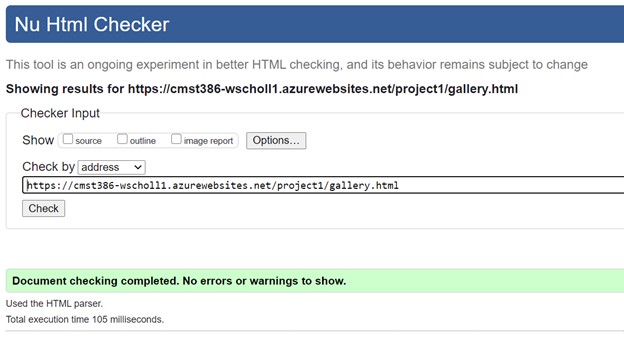 Nu Html Checker
This tool is an ongoing experiment in better HTML checking, and its behavior remains subject to change
Showing results for https://cmst386-wscholl1.azurewebsites.net/project1/gallery.html
Checker Input
Show source outline image report Options...
Check by address
https://cmst386-wscholl1.azurewebsites.net/project1/gallery.html
Check
Document checking completed. No errors or warnings to show.
Used the HTML parser.
Total execution time 105 milliseconds.